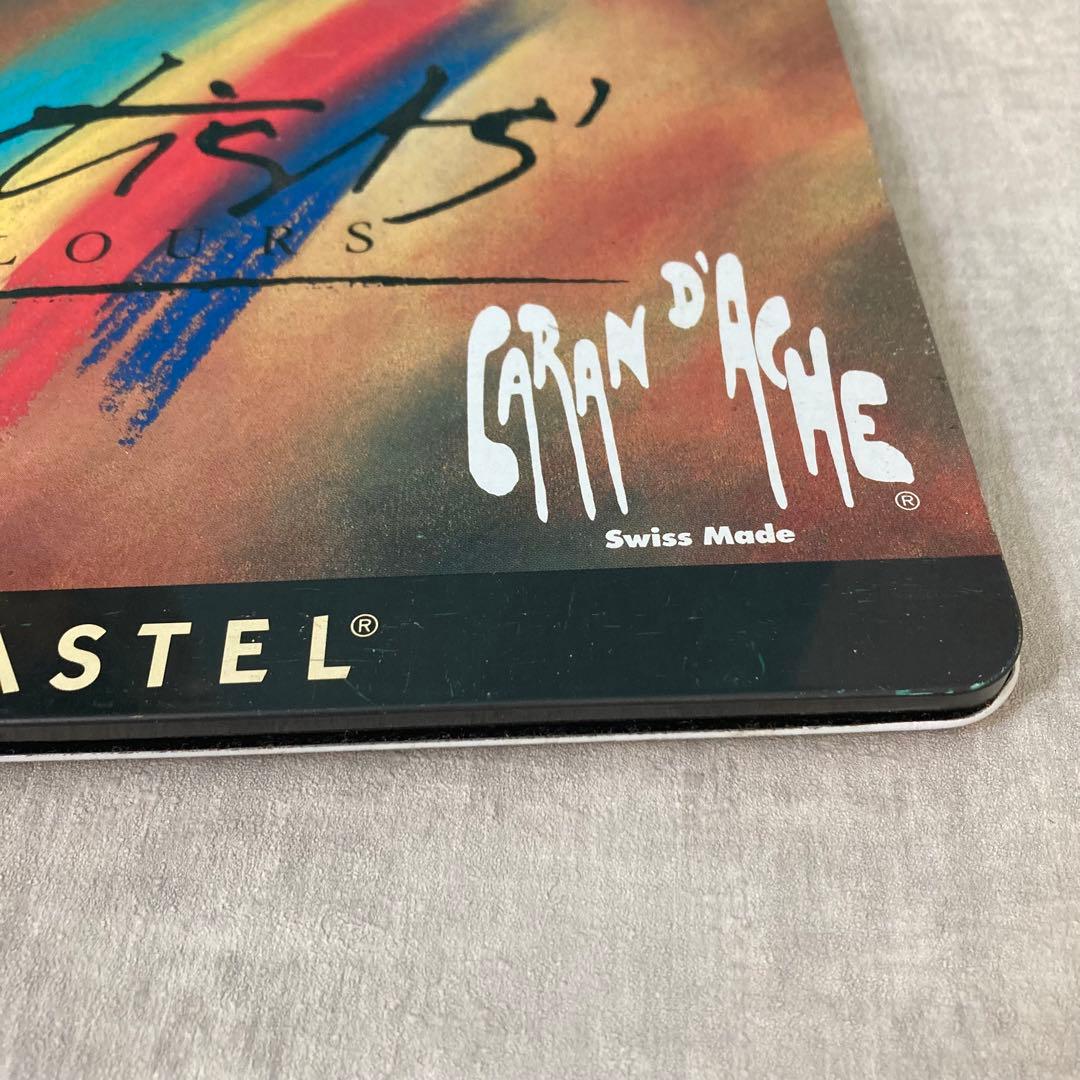 tists'
LOURS
CARAN D'ACHE®
Swiss Made
ASTEL®